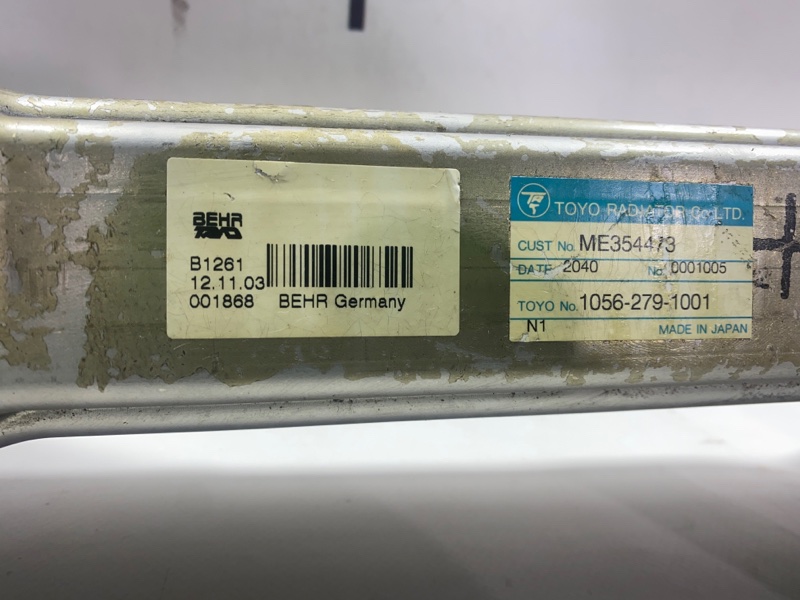 BEHR
TOYO
B1261
12.11.03
001868 BEHR Germany
TOYO RADIATOR Co., LTD.
CUST No. ME354473
DATE 2040 No. 0001005
TOYO No. 1056-279-1001
N1 MADE IN JAPAN